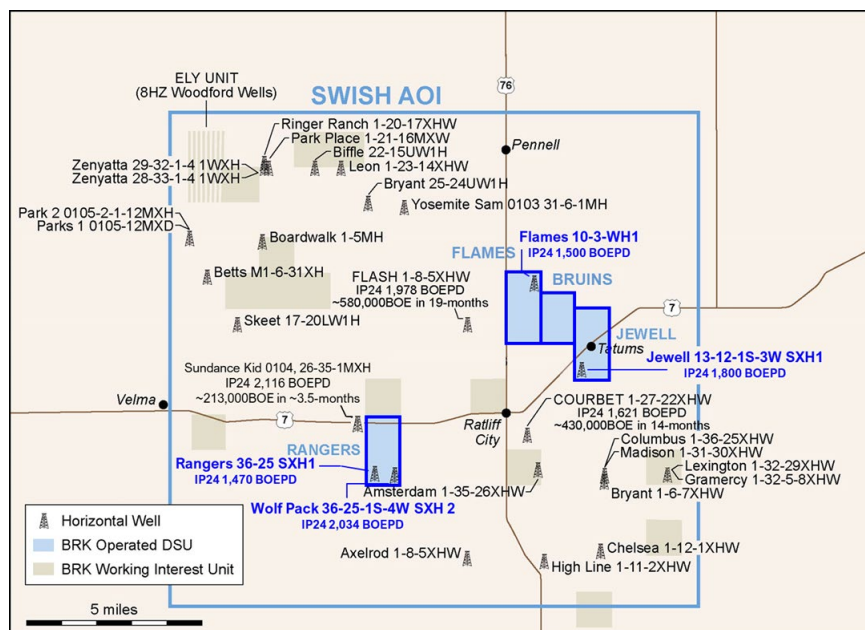 ELY UNIT
(8HZ Woodford Wells)
SWISH AOI
76
Ringer Ranch 1-20-17XHW
Park Place 1-21-16MXW
Biffle 22-15UW1H
Leon 1-23-14XHW
Pennell
Zenyatta 29-32-1-4 1WXH
Zenyatta 28-33-1-4 1WXH
Bryant 25-24UW1H
Yosemite Sam 0103 31-6-1MH
Park 2 0105-2-1-12MXH
Parks 1 0105-12MXD
Boardwalk 1-5MH
Flames 10-3-WH1
IP24 1,500 BOEPD
FLAMES
BRUINS
Betts M1-6-31XH
FLASH 1-8-5XHW
IP24 1,978 BOEPD
~580,000BOE in 19-months
7
Skeet 17-20LW1H
JEWELL
Tatums
Jewell 13-12-1S-3W SXH1
IP24 1,800 BOEPD
Sundance Kid 0104, 26-35-1MXH
IP24 2,116 BOEPD
~213,000BOE in ~3.5-months
Velma
7
Ratliff
City
COURBET 1-27-22XHW
IP24 1,621 BOEPD
~430,000BOE in 14-months
RANGERS
Rangers 36-25 SXH1
IP24 1,470 BOEPD
Columbus 1-36-25XHW
Madison 1-31-30XHW
Lexington 1-32-29XHW
Gramercy 1-32-5-8XHW
Amsterdam 1-35-26XHW
Bryant 1-6-7XHW
Wolf Pack 36-25-1S-4W SXH 2
IP24 2,034 BOEPD
Horizontal Well
BRK Operated DSU
BRK Working Interest Unit
Axelrod 1-8-5XHW
Chelsea 1-12-1XHW
High Line 1-11-2XHW
5 miles